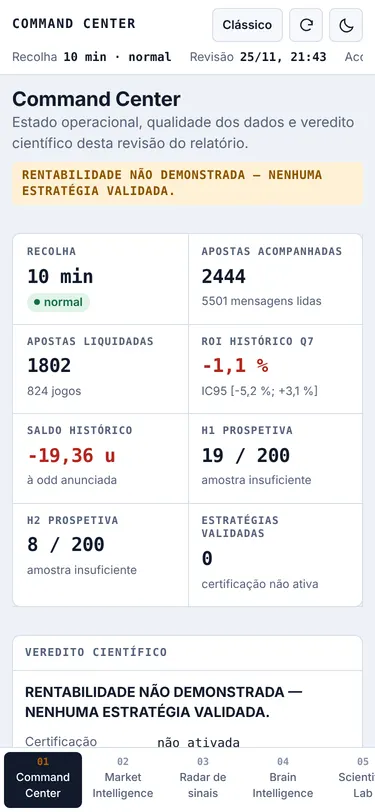 COMMAND CENTER
Clássico
Recolha 10 min · normal Revisão 25/11, 21:43
Command Center
Estado operacional, qualidade dos dados e veredito
científico desta revisão do relatório.
RENTABILIDADE NÃO DEMONSTRADA — NENHUMA
ESTRATÉGIA VALIDADA.
RECOLHA
10 min
normal
APOSTAS ACOMPANHADAS
2444
5501 mensagens lidas
APOSTAS LIQUIDADAS
1802
824 jogos
ROI HISTÓRICO Q7
-1,1 %
IC95 [-5,2 %; +3,1 %]
SALDO HISTÓRICO
-19,36 u
à odd anunciada
H1 PROSPETIVA
19 / 200
amostra insuficiente
H2 PROSPETIVA
8 / 200
amostra insuficiente
ESTRATÉGIAS
VALIDADAS
0
certificação não ativa
VEREDITO CIENTÍFICO
RENTABILIDADE NÃO DEMONSTRADA —
NENHUMA ESTRATÉGIA VALIDADA.
Certificação não ativada
01
Command
Center
02
Market
Intelligence
03
Radar de
sinais
04
Brain
Intelligence
05